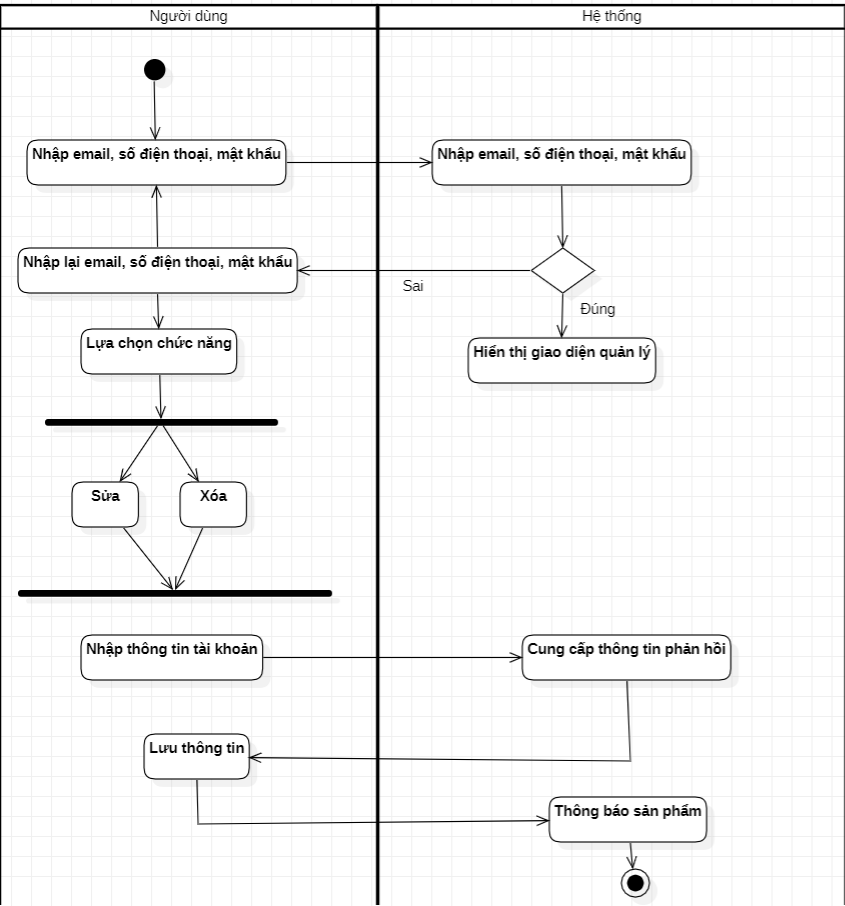 Người dùng
Hệ thống
Nhập email, số điện thoại, mật khẩu
Nhập email, số điện thoại, mật khẩu
Nhập lại email, số điện thoại, mật khẩu
Sai
Đúng
Lựa chọn chức năng
Hiển thị giao diện quản lý
Sửa
Xóa
Nhập thông tin tài khoản
Cung cấp thông tin phản hồi
Lưu thông tin
Thông báo sản phẩm